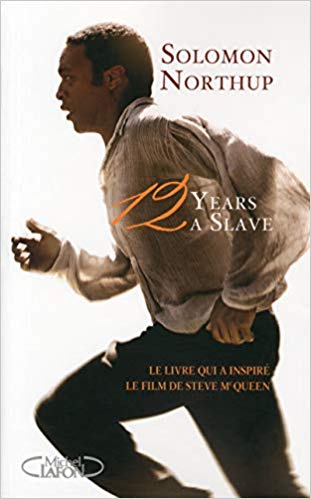 SOLOMON
NORTHUP
12 YEARS
A SLAVE
LE LIVRE QUI A INSPIRÉ
LE FILM DE STEVE MCQUEEN
Michel
LAFON